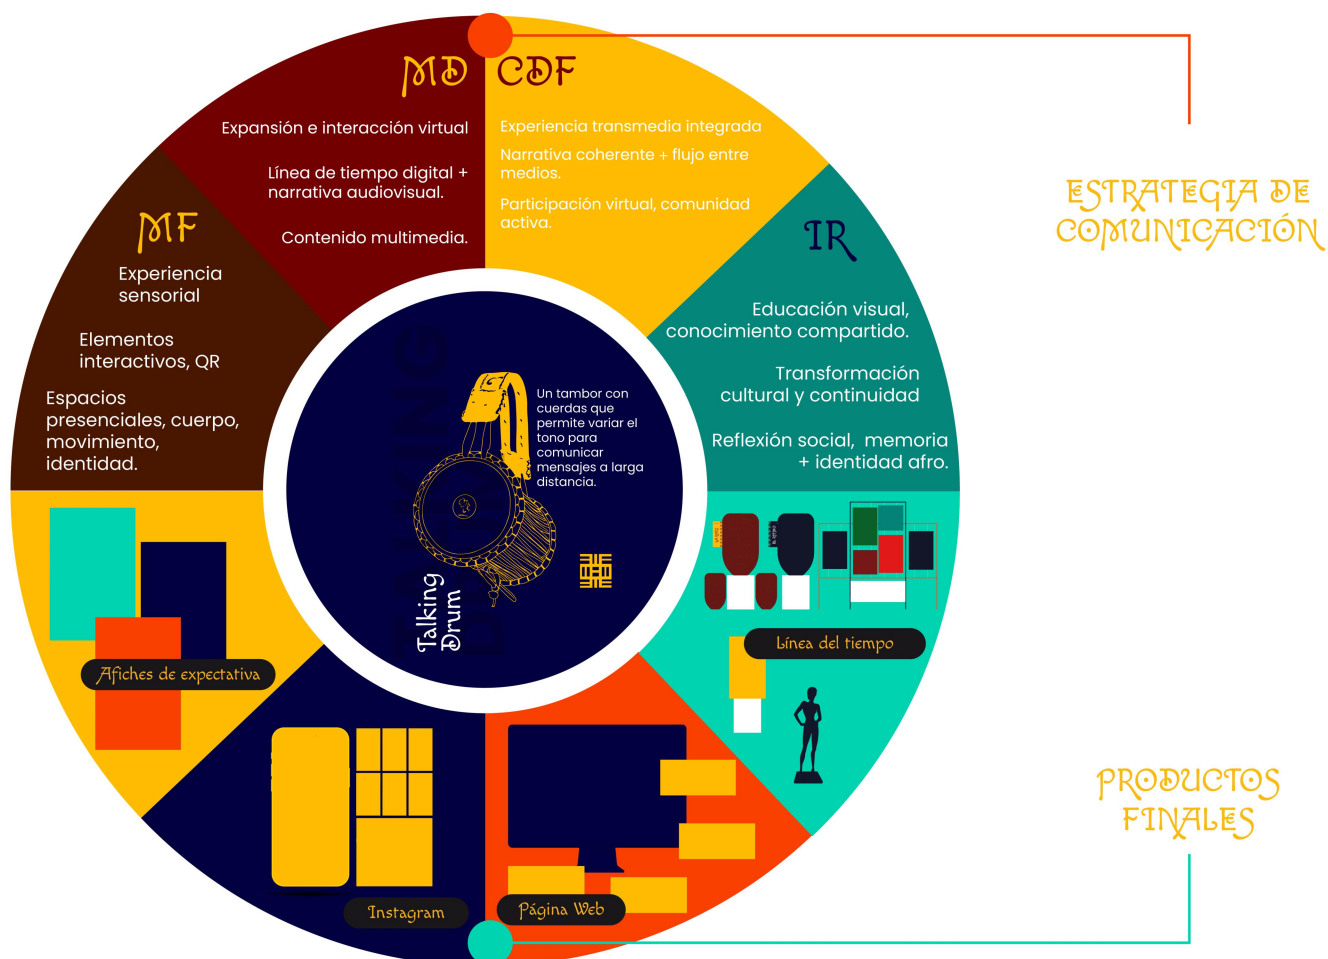 MD
Expansión e interacción virtual
Línea de tiempo digital +
narrativa audiovisual.
Contenido multimedia.
CDF
Experiencia transmedia integrada
Narrativa coherente + flujo entre
medios.
Participación virtual, comunidad
activa.
MF
Experiencia
sensorial
Elementos
interactivos, QR
Espacios
presenciales, cuerpo,
movimiento,
identidad.
IR
Educación visual,
conocimiento compartido.
Transformación
cultural y continuidad
Reflexión social, memoria
+ identidad afro.
ESTRATEGIA DE
COMUNICACIÓN
TALKING
DRUM
Talking
Drum
Un tambor con
cuerdas que
permite variar el
tono para
comunicar
mensajes a larga
distancia.
Afiches de expectativa
Instagram
Página Web
Línea del tiempo
PRODUCTOS
FINALES